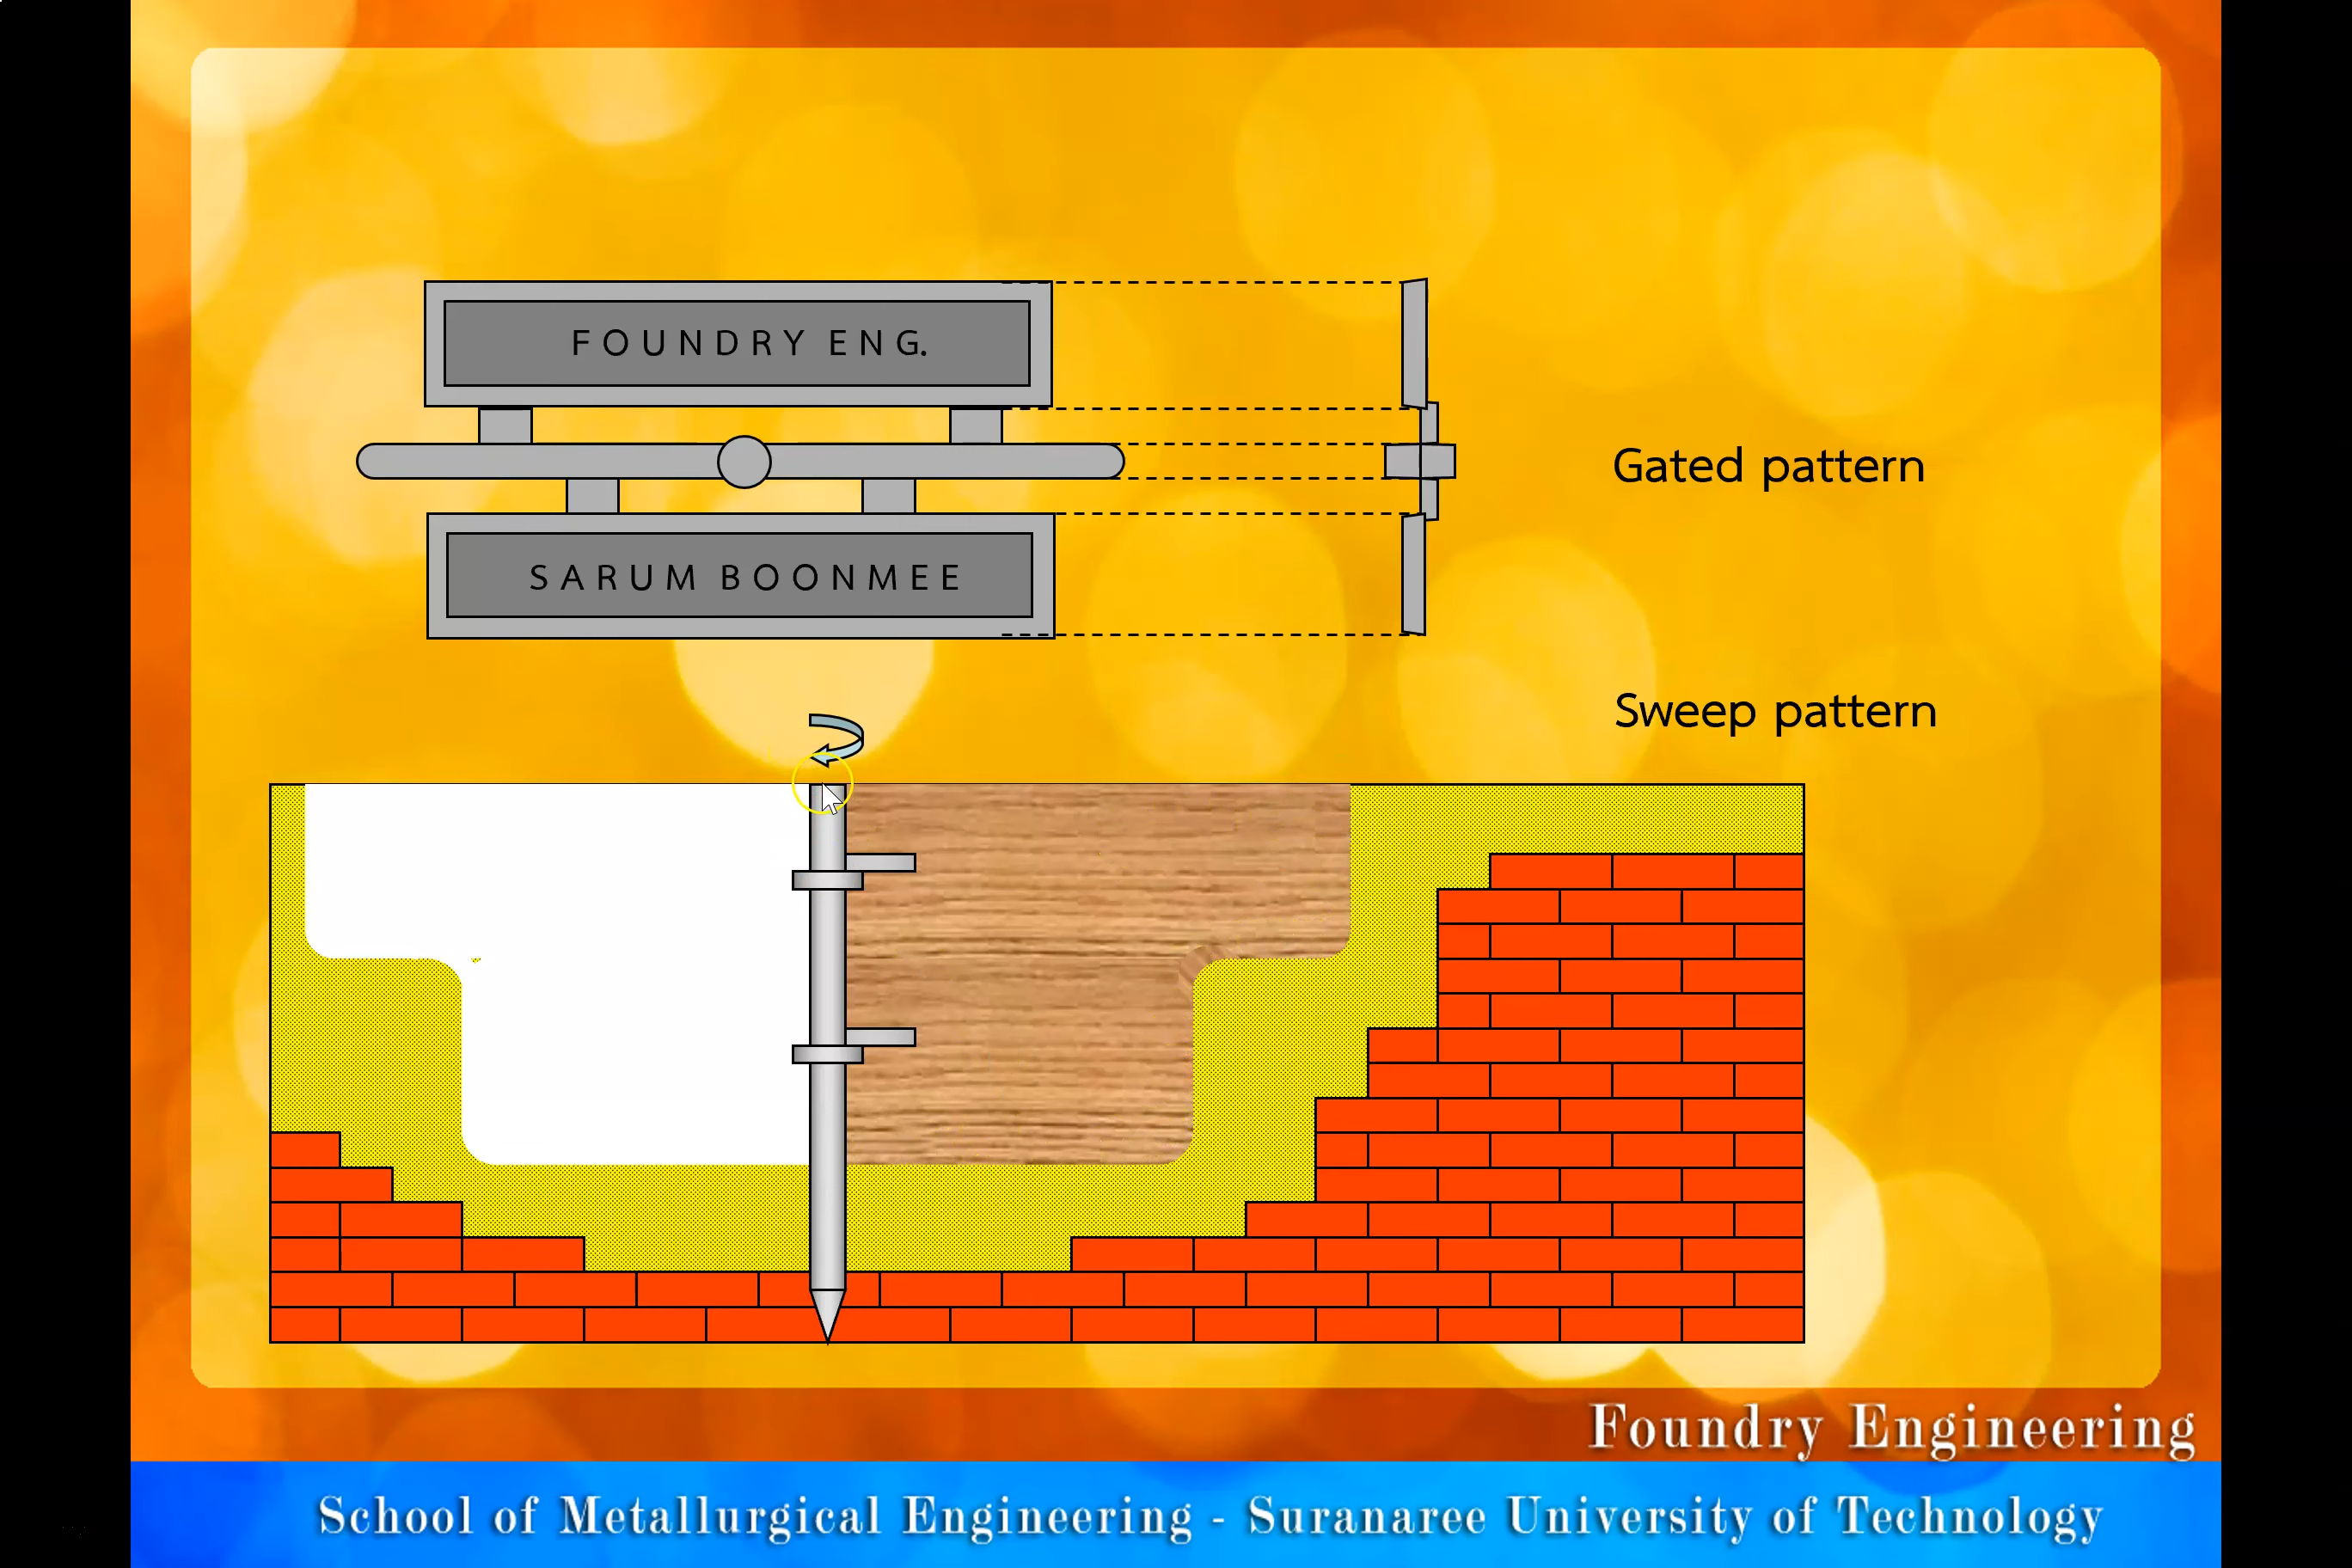 FOUNDRY ENG.
Gated pattern
SARUM BOONMEE
Sweep pattern
Foundry Engineering
School of Metallurgical Engineering - Suranaree University of Technology